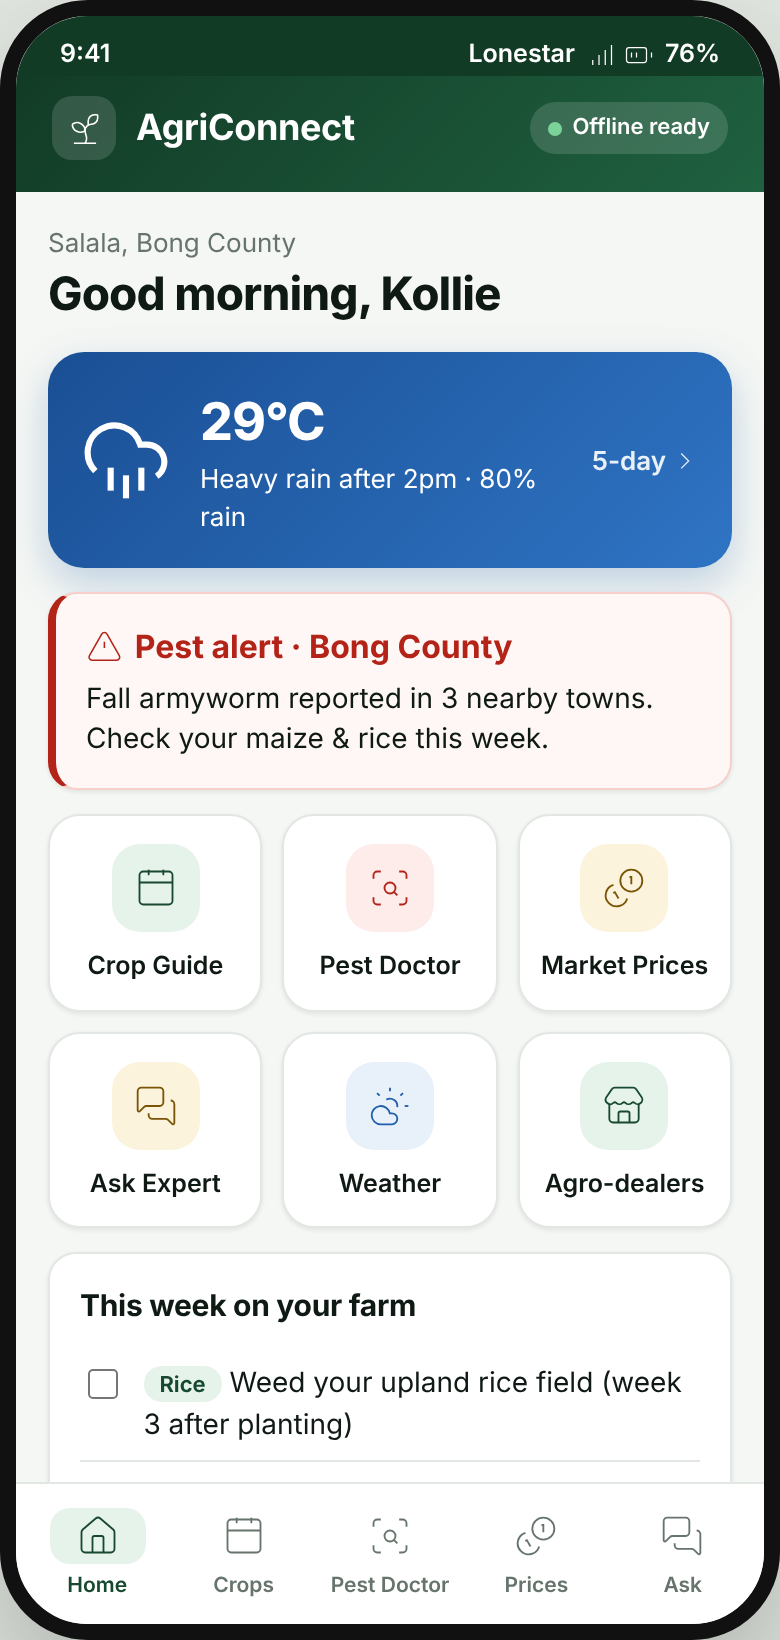 9:41
Lonestar 76%
AgriConnect
Offline ready
Salala, Bong County
Good morning, Kollie
29°C
Heavy rain after 2pm · 80%
rain
5-day
Pest alert · Bong County
Fall armyworm reported in 3 nearby towns.
Check your maize & rice this week.
Crop Guide
Pest Doctor
Market Prices
Ask Expert
Weather
Agro-dealers
This week on your farm
Rice Weed your upland rice field (week
3 after planting)
Home
Crops
Pest Doctor
Prices
Ask